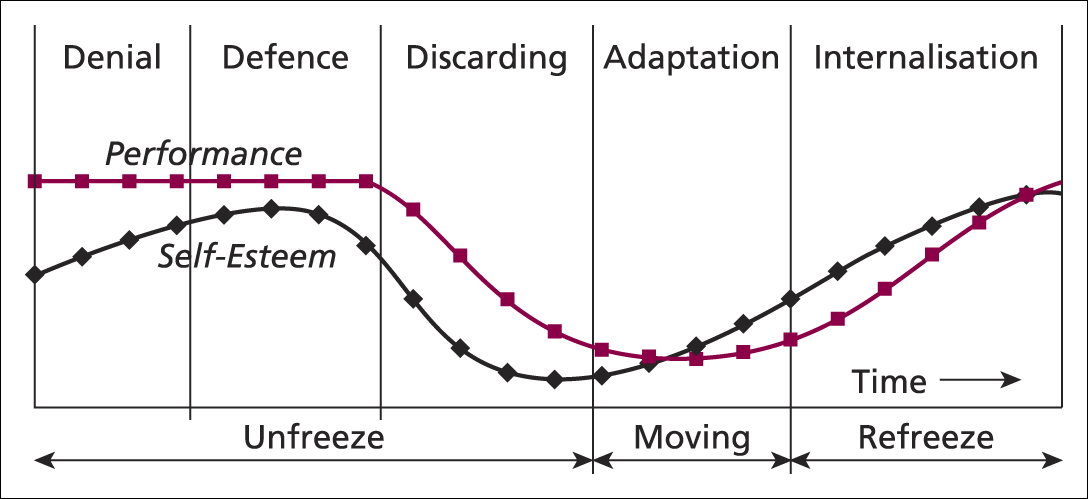 Denial
Defence
Discarding
Adaptation
Internalisation
Performance
Self-Esteem
Time
Unfreeze
Moving
Refreeze